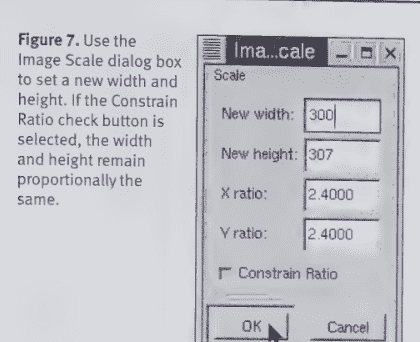 Figure 7. Use the
Image Scale dialog box
to set a new width and
height. If the Constrain
Ratio check button is
selected, the width
and height remain
proportionally the
same.
Ima...cale
Scale
New width: 300
New height: 307
X ratio: 2.4000
Y ratio: 2.4000
Constrain Ratio
OK Cancel